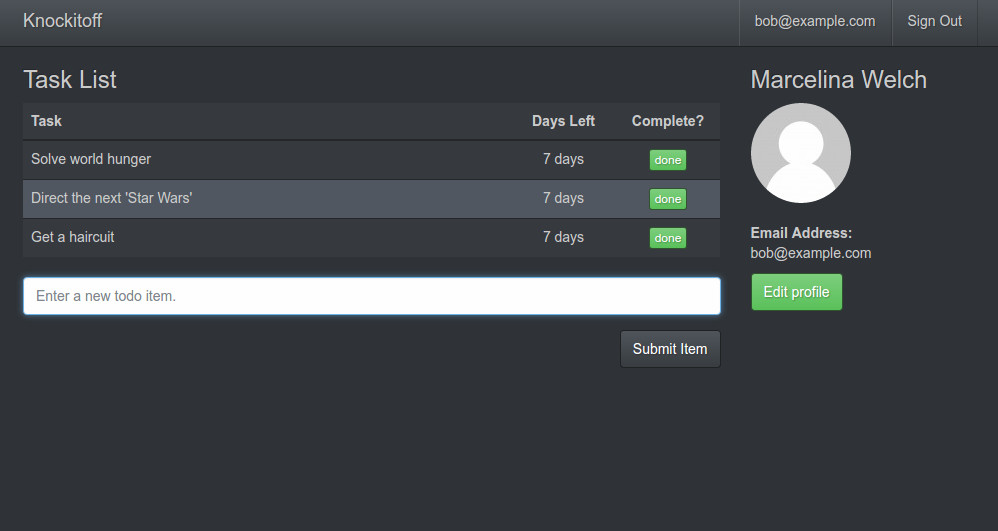 Knockitoff bob@example.com Sign Out
Task List
Task Days Left Complete?
Solve world hunger 7 days done
Direct the next 'Star Wars' 7 days done
Get a haircuit 7 days done
Enter a new todo item.
Submit Item
Marcelina Welch
Email Address:
bob@example.com
Edit profile